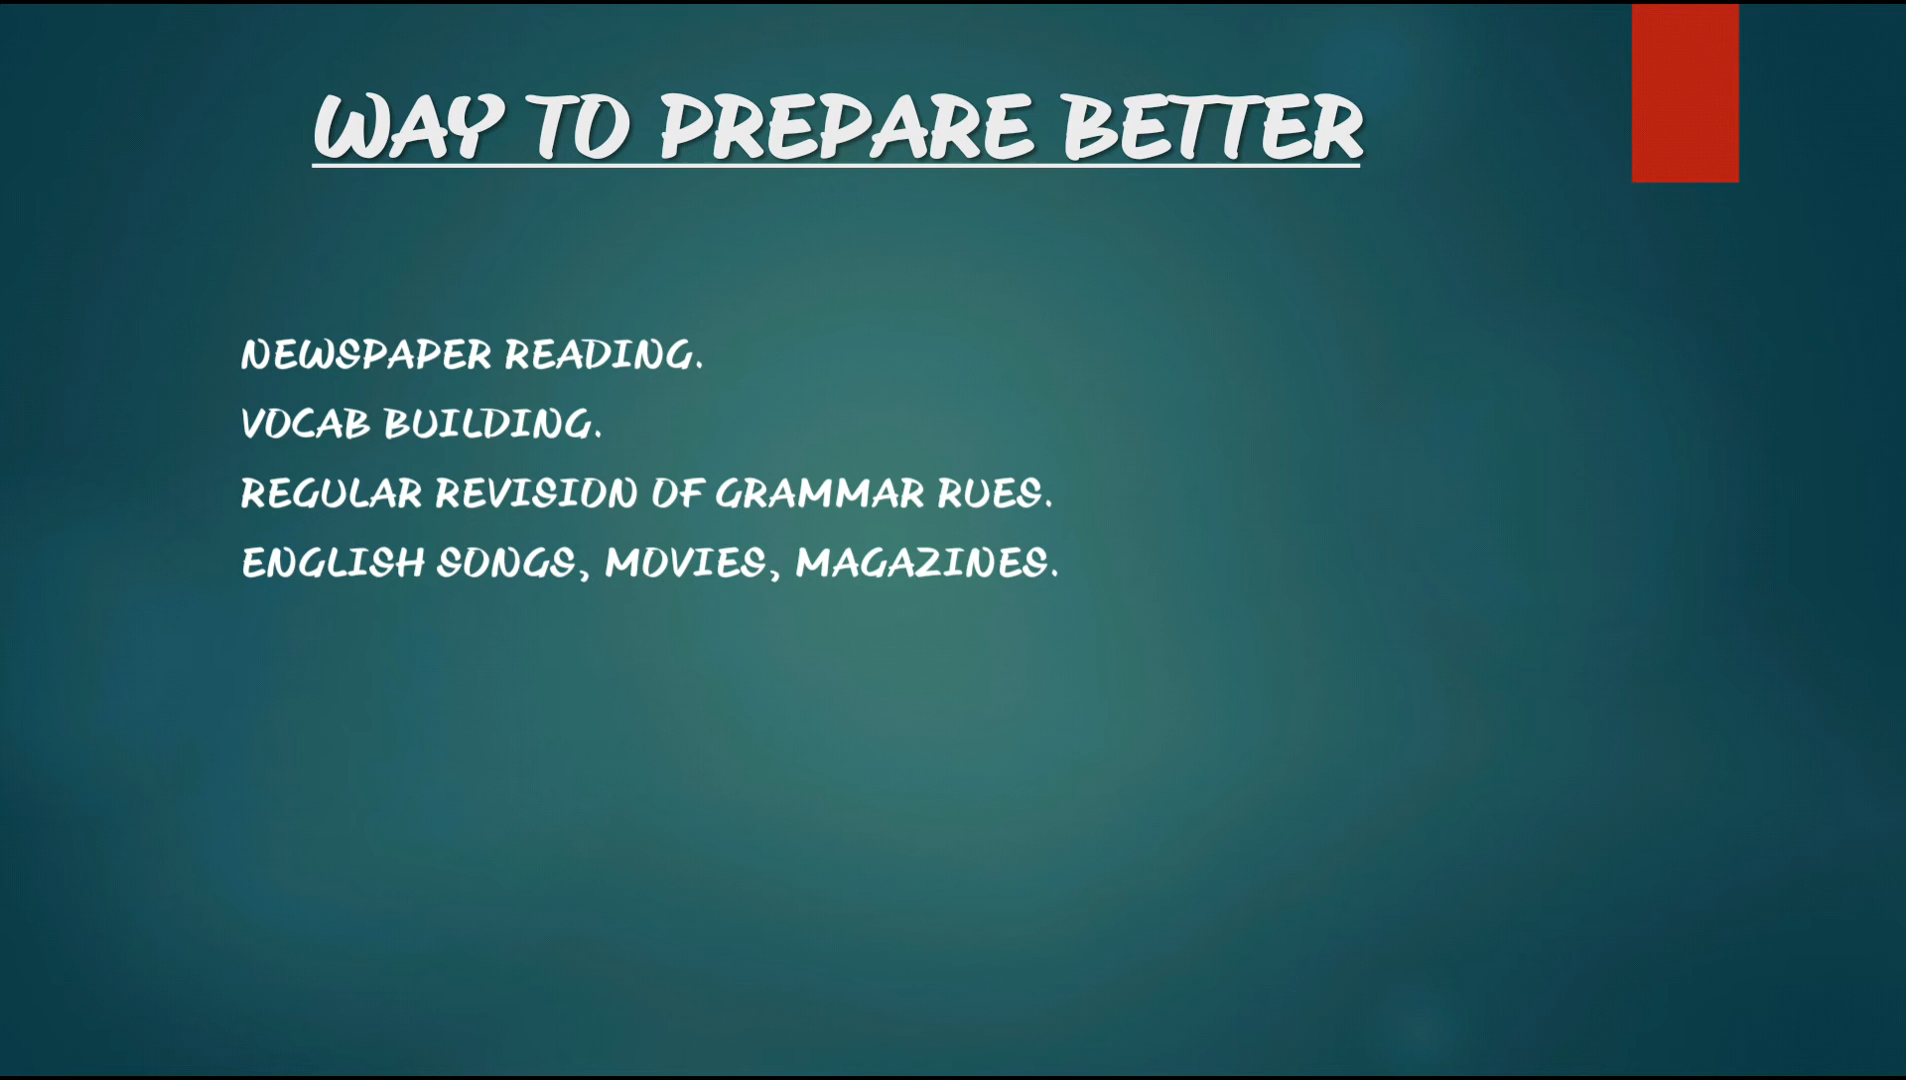 WAY TO PREPARE BETTER
NEWSPAPER READING.
VOCAB BUILDING.
REGULAR REVISION OF GRAMMAR RUES.
ENGLISH SONGS, MOVIES, MAGAZINES.